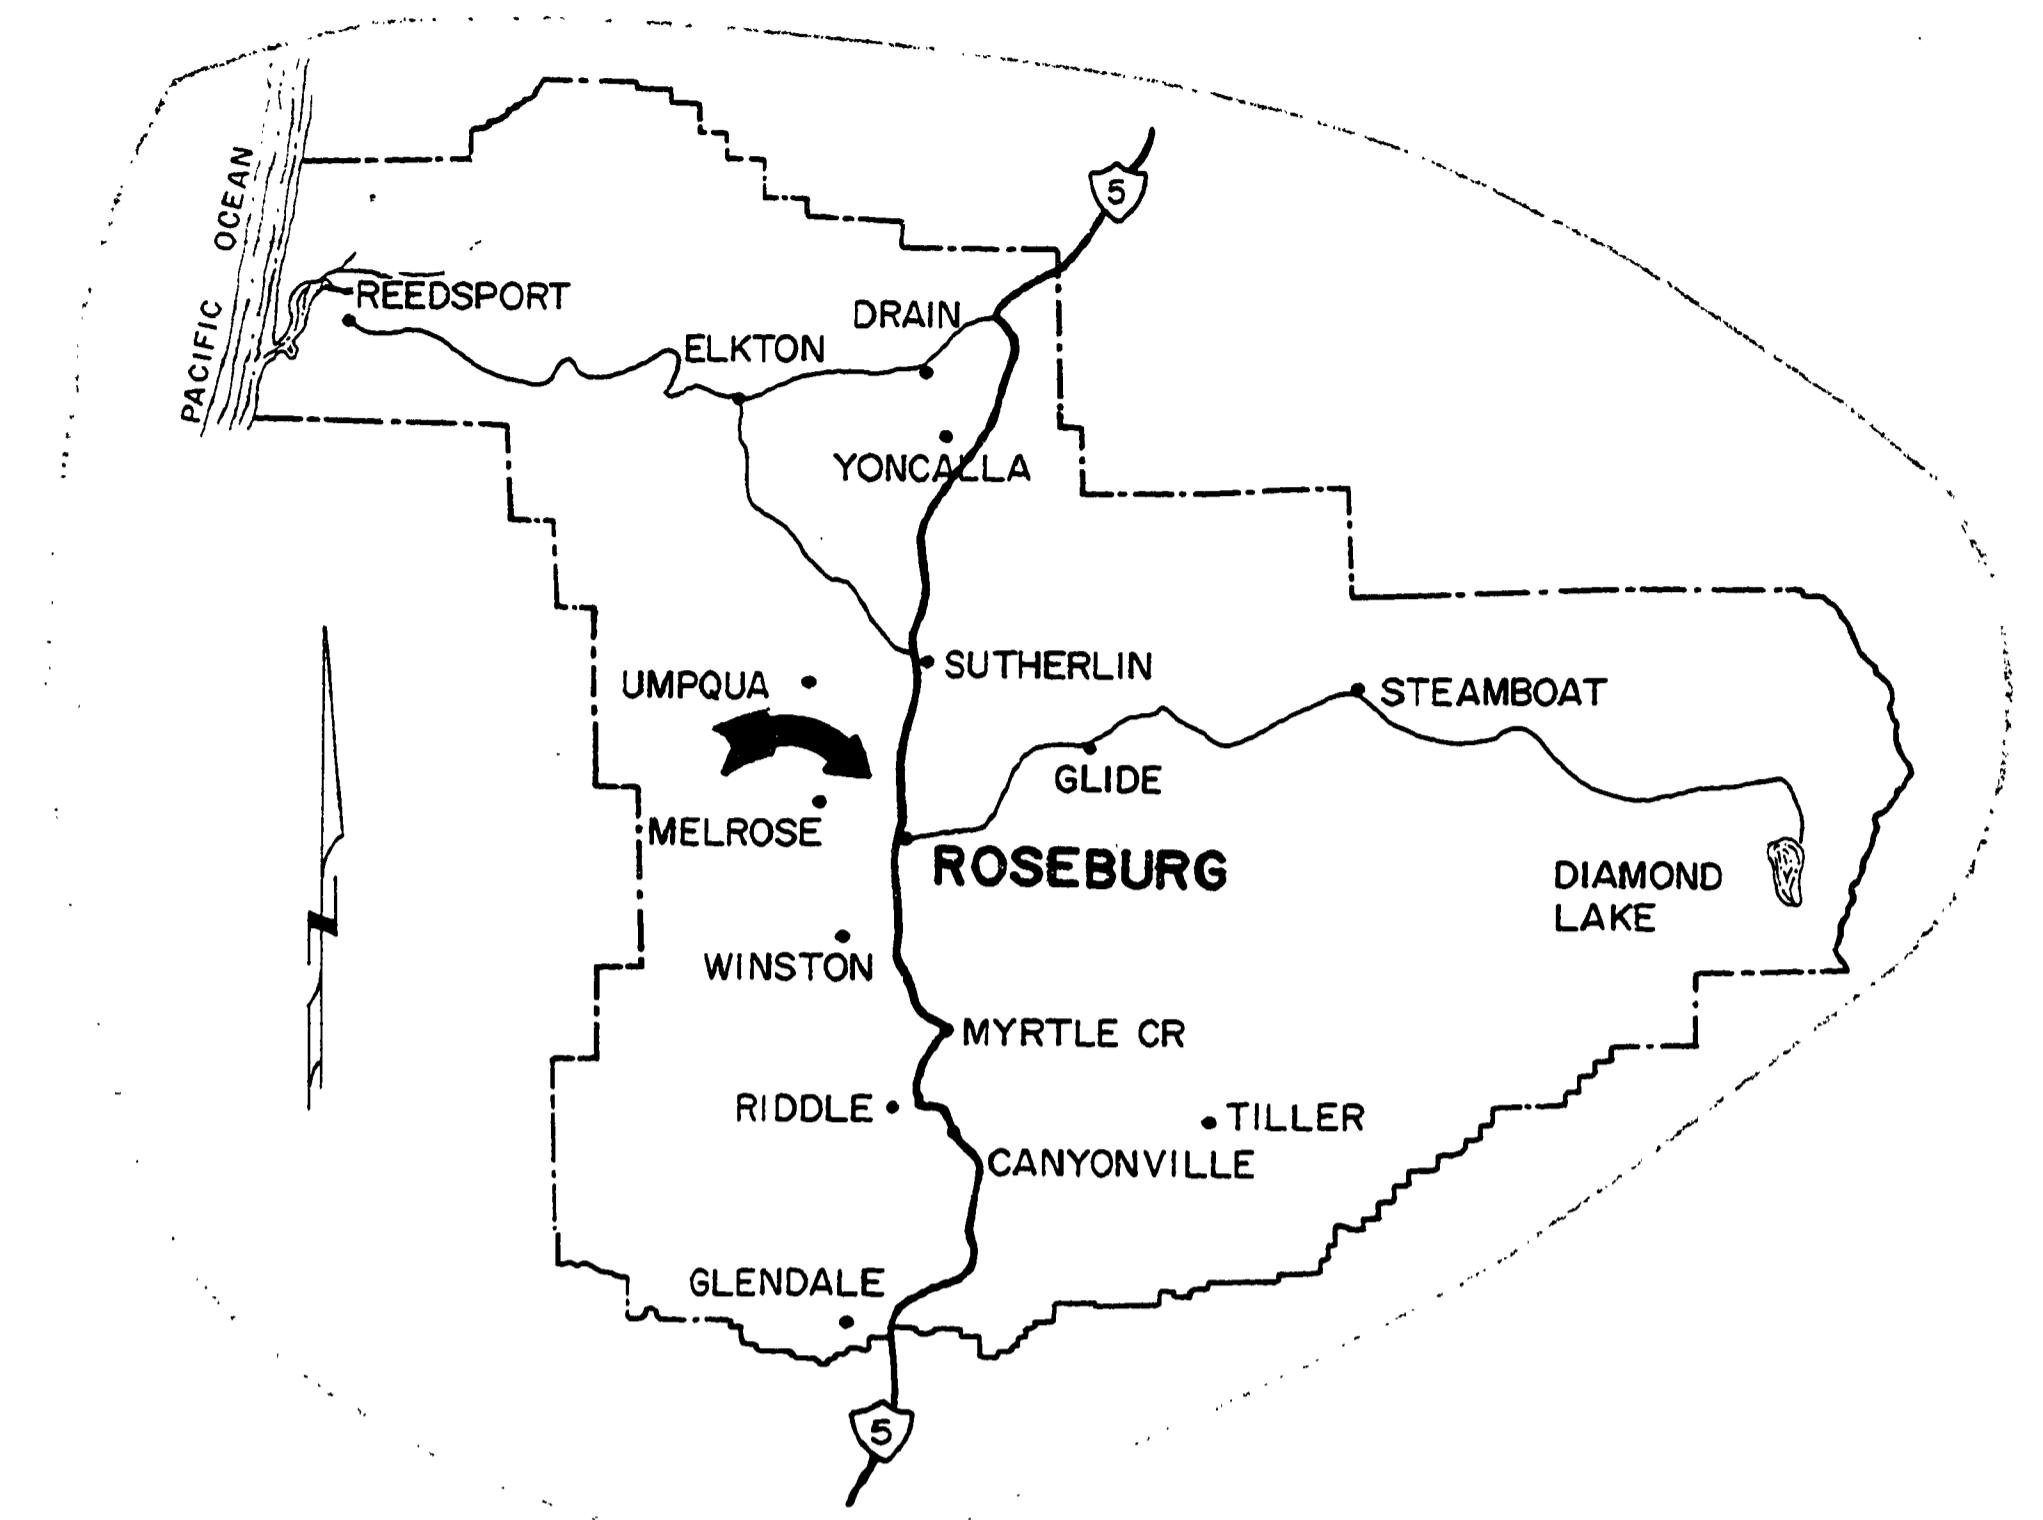 5
PACIFIC OCEAN
REEDSPORT
DRAIN
ELKTON
YONCALLA
SUTHERLIN
UMPQUA
STEAMBOAT
GLIDE
MELROSE
ROSEBURG
DIAMOND
LAKE
WINSTON
MYRTLE CR
RIDDLE
TILLER
CANYONVILLE
GLENDALE
5
N